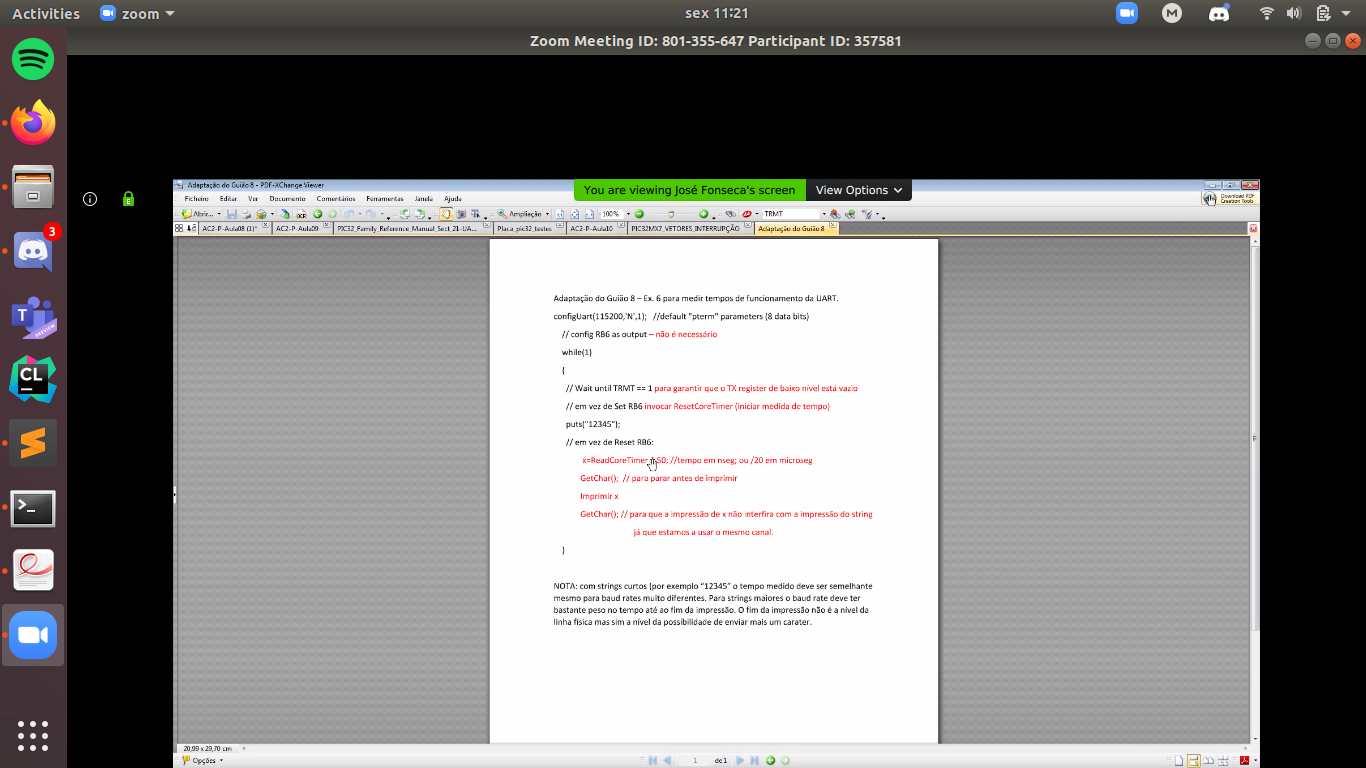 Activities
zoom
sex 11:21
M
Zoom Meeting ID: 801-355-647 Participant ID: 357581
Adaptação do Guião 8 - PDF-XChange Viewer
You are viewing José Fonseca's screen
View Options
Ficheiro Editar Ver Documento Comentários Ferramentas Janela Ajuda
Download PDF Creation Tools
Abrir... OCR Ampliação 100% TRMT
AC2-P-Aula08 (1)* AC2-P-Aula09 PIC32_Family_Reference_Manual_Sect_21-UA... Placa_pic32_testes AC2-P-Aula10 PIC32MX7_VETORES_INTERRUPÇÃO Adaptação do Guião 8
3
PREVIEW
CL
Adaptação do Guião 8 – Ex. 6 para medir tempos de funcionamento da UART.
configUart(115200,'N',1); //default "pterm" parameters (8 data bits)
// config RB6 as output – não é necessário
while(1)
{
// Wait until TRMT == 1 para garantir que o TX register de baixo nível está vazio
// em vez de Set RB6 invocar ResetCoreTimer (iniciar medida de tempo)
puts("12345");
// em vez de Reset RB6:
x=ReadCoreTimer 50; //tempo em nseg; ou /20 em microseg
GetChar(); // para parar antes de imprimir
Imprimir x
GetChar(); // para que a impressão de x não interfira com a impressão do string
já que estamos a usar o mesmo canal.
}
NOTA: com strings curtos (por exemplo "12345" o tempo medido deve ser semelhante
mesmo para baud rates muito diferentes. Para strings maiores o baud rate deve ter
bastante peso no tempo até ao fim da impressão. O fim da impressão não é a nível da
linha física mas sim a nível da possibilidade de enviar mais um carater.
20,99 x 29,70 cm
Opções
1 de 1